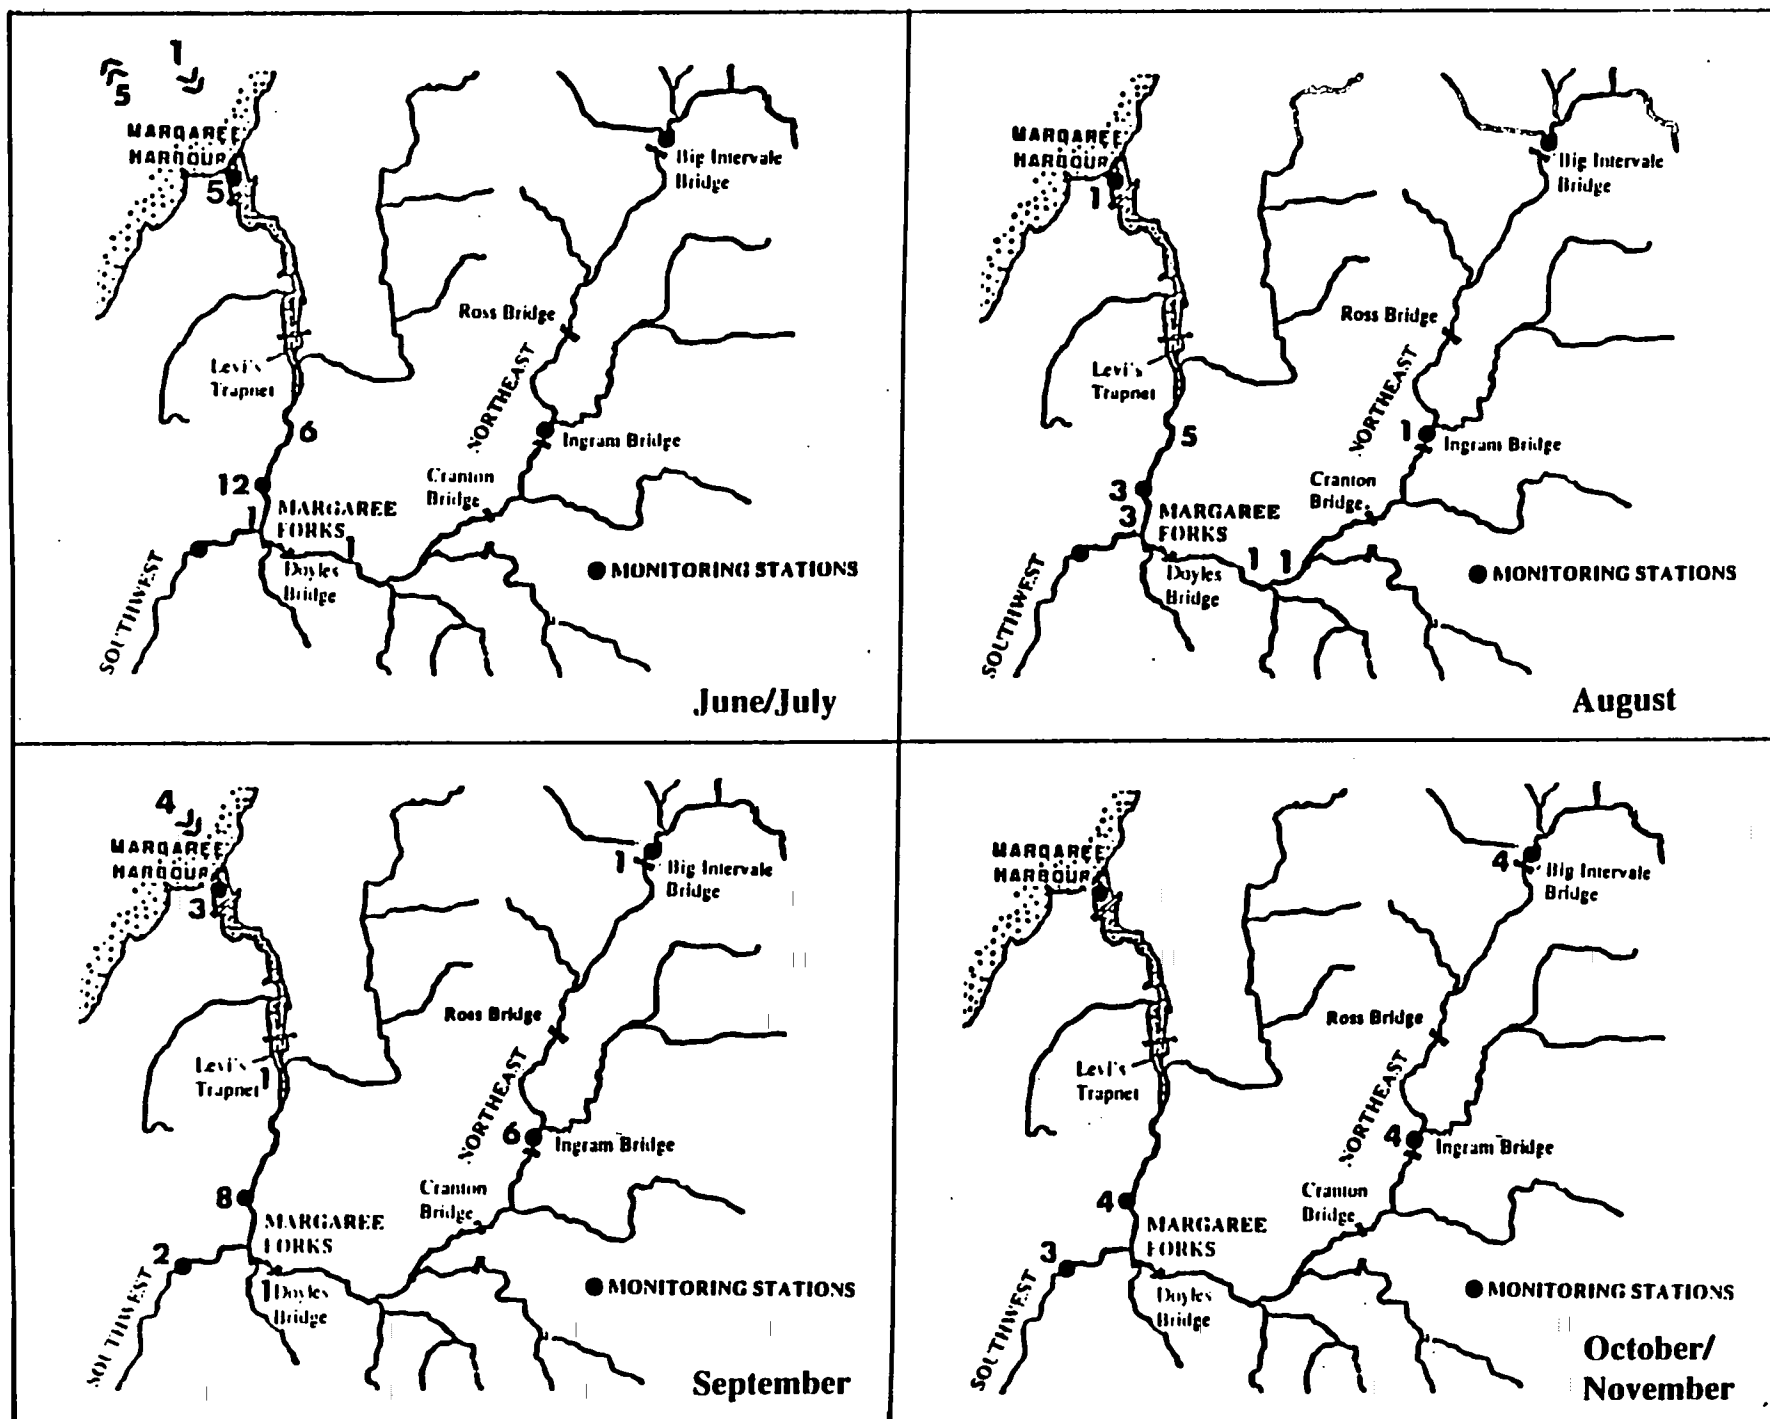 1
5
MARGAREE
HARBOUR
5
Big Intervale
Bridge
Ross Bridge
NORTHEAST
Levi's
Trapnet
6
Ingram Bridge
Cranton
Bridge
12
MARGAREE
FORKS
1
1
Doyles
Bridge
SOUTHWEST
MONITORING STATIONS
June/July
MARGAREE
HARBOUR
1
Big Intervale
Bridge
Ross Bridge
NORTHEAST
Levi's
Trapnet
5
1
Ingram Bridge
Cranton
Bridge
3
3
MARGAREE
FORKS
1 1
Doyles
Bridge
SOUTHWEST
MONITORING STATIONS
August
4
MARGAREE
HARBOUR
3
1
Big Intervale
Bridge
Ross Bridge
NORTHEAST
Levi's
Trapnet
1
6
Ingram Bridge
Cranton
Bridge
8
MARGAREE
FORKS
2
1
Doyles
Bridge
SOUTHWEST
MONITORING STATIONS
September
MARGAREE
HARBOUR
4
Big Intervale
Bridge
Ross Bridge
NORTHEAST
Levi's
Trapnet
4
Ingram Bridge
Cranton
Bridge
4
MARGAREE
FORKS
3
Doyles
Bridge
SOUTHWEST
MONITORING STATIONS
October/
November